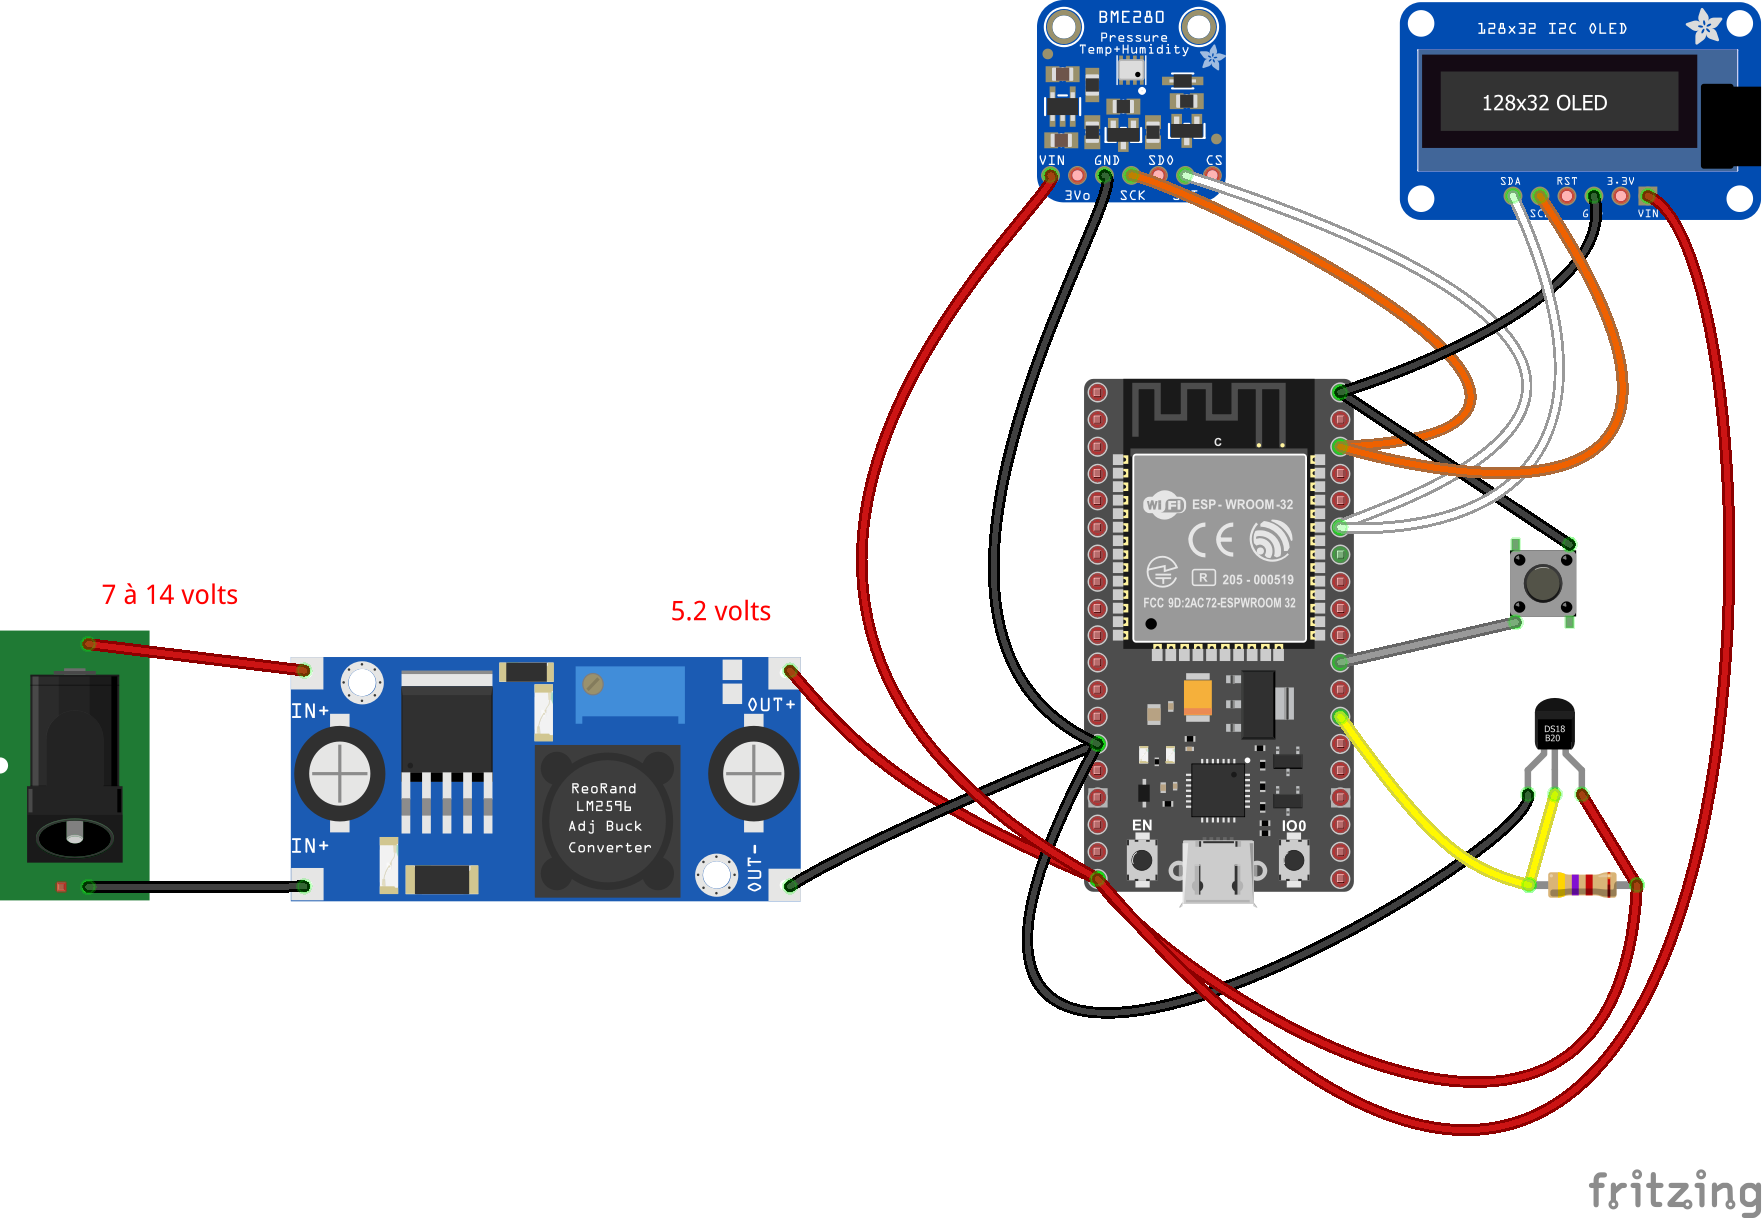 BME280
Pressure
Temp+Humidity
VIN
GND
SDO
CS
3Vo
SCK
128x32 I2C OLED
128x32 OLED
SDA
RST
3.3V
VIN
C
WiFi
ESP - WROOM -32
CE
R
205 - 000519
FCC 9D:2AC72-ESPWROOM 32
EN
IO0
7 à 14 volts
5.2 volts
IN+
OUT+
ReoRand
LM2596
Adj Buck
Converter
IN+
OUT-
DS18
B20
fritzing